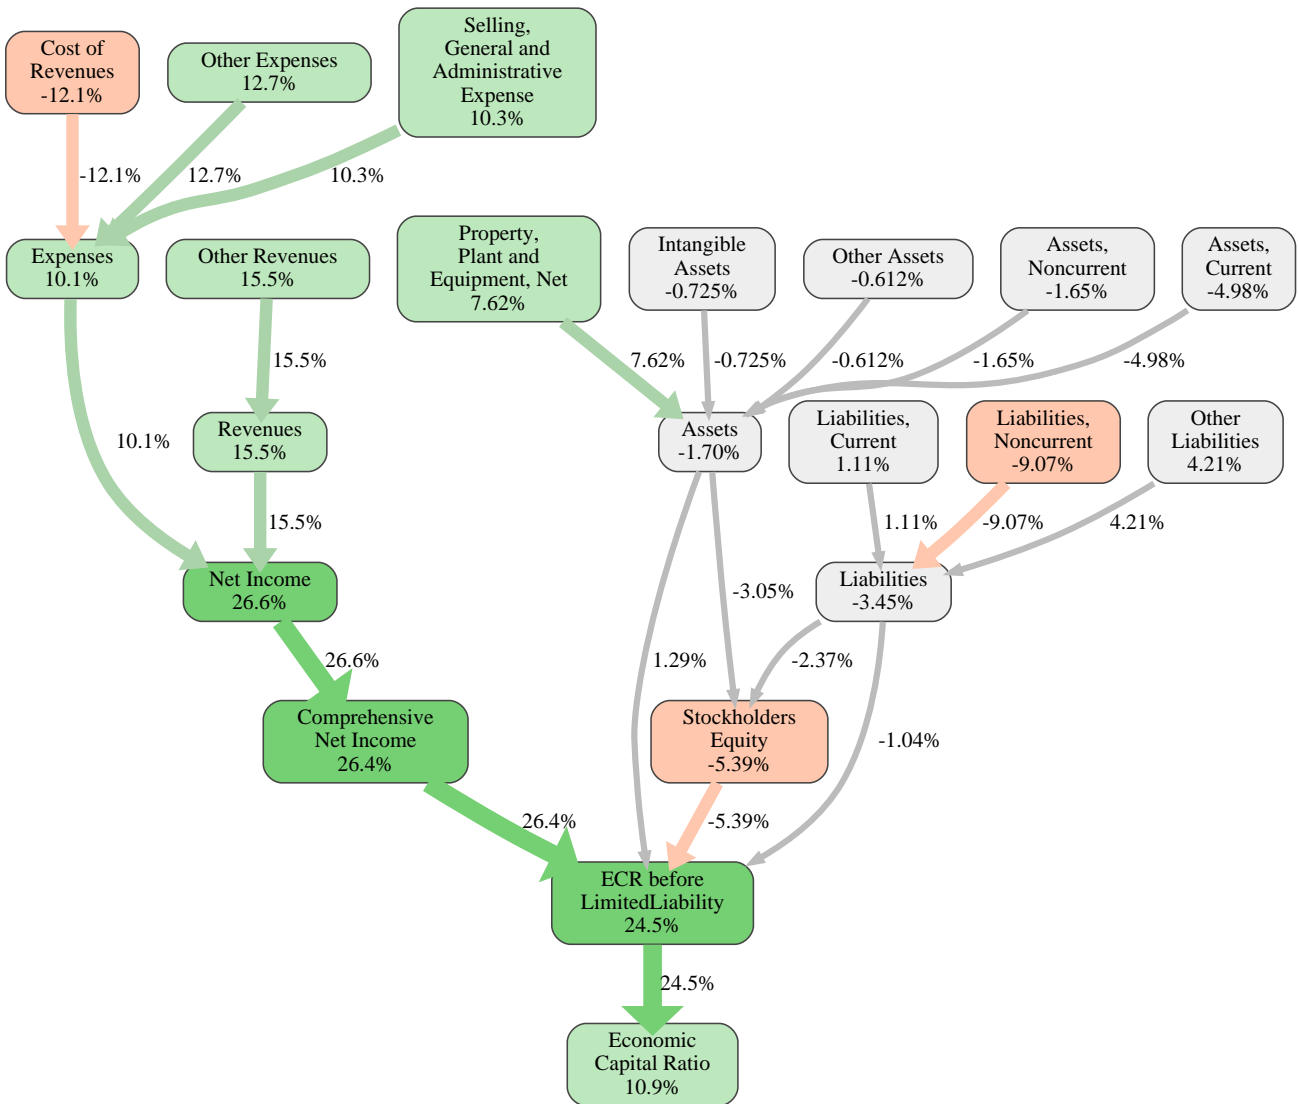 Cost of
Revenues
-12.1%
Other Expenses
12.7%
Selling,
General and
Administrative
Expense
10.3%
-12.1%
12.7%
10.3%
Expenses
10.1%
Other Revenues
15.5%
Property,
Plant and
Equipment, Net
7.62%
Intangible
Assets
-0.725%
Other Assets
-0.612%
Assets,
Noncurrent
-1.65%
Assets,
Current
-4.98%
15.5%
7.62%
-0.725%
-0.612%
-1.65%
-4.98%
10.1%
Revenues
15.5%
Assets
-1.70%
Liabilities,
Current
1.11%
Liabilities,
Noncurrent
-9.07%
Other
Liabilities
4.21%
15.5%
1.11%
-9.07%
4.21%
Net Income
26.6%
-3.05%
Liabilities
-3.45%
26.6%
1.29%
-2.37%
Comprehensive
Net Income
26.4%
Stockholders
Equity
-5.39%
-1.04%
26.4%
-5.39%
ECR before
LimitedLiability
24.5%
24.5%
Economic
Capital Ratio
10.9%